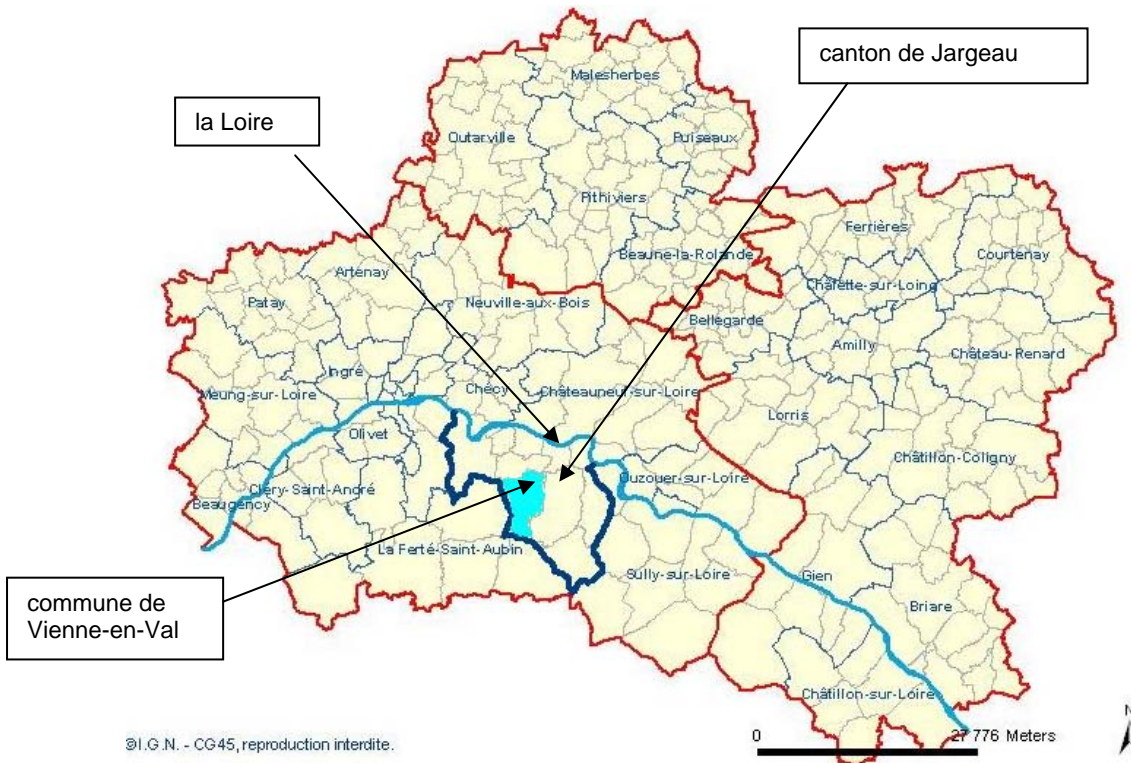 canton de Jargeau
la Loire
Malesherbes
Outarville
Puiseaux
Pithiviers
Ferrières
Beaune-la-Rolande
Courtenay
Artenay
Châlette-sur-Loing
Patay
Neuville-aux-Bois
Bellegarde
Amilly
Château-Renard
Ingré
Chécy
Châteauneuf-sur-Loire
Meung-sur-Loire
Lorris
Olivet
Châtillon-Coligny
Ouzouer-sur-Loire
Cléry-Saint-André
Beaugency
La Ferté-Saint-Aubin
Sully-sur-Loire
Gien
Briare
commune de
Vienne-en-Val
Châtillon-sur-Loire
N
0
27 776 Meters
©I.G.N. - CG45, reproduction interdite.